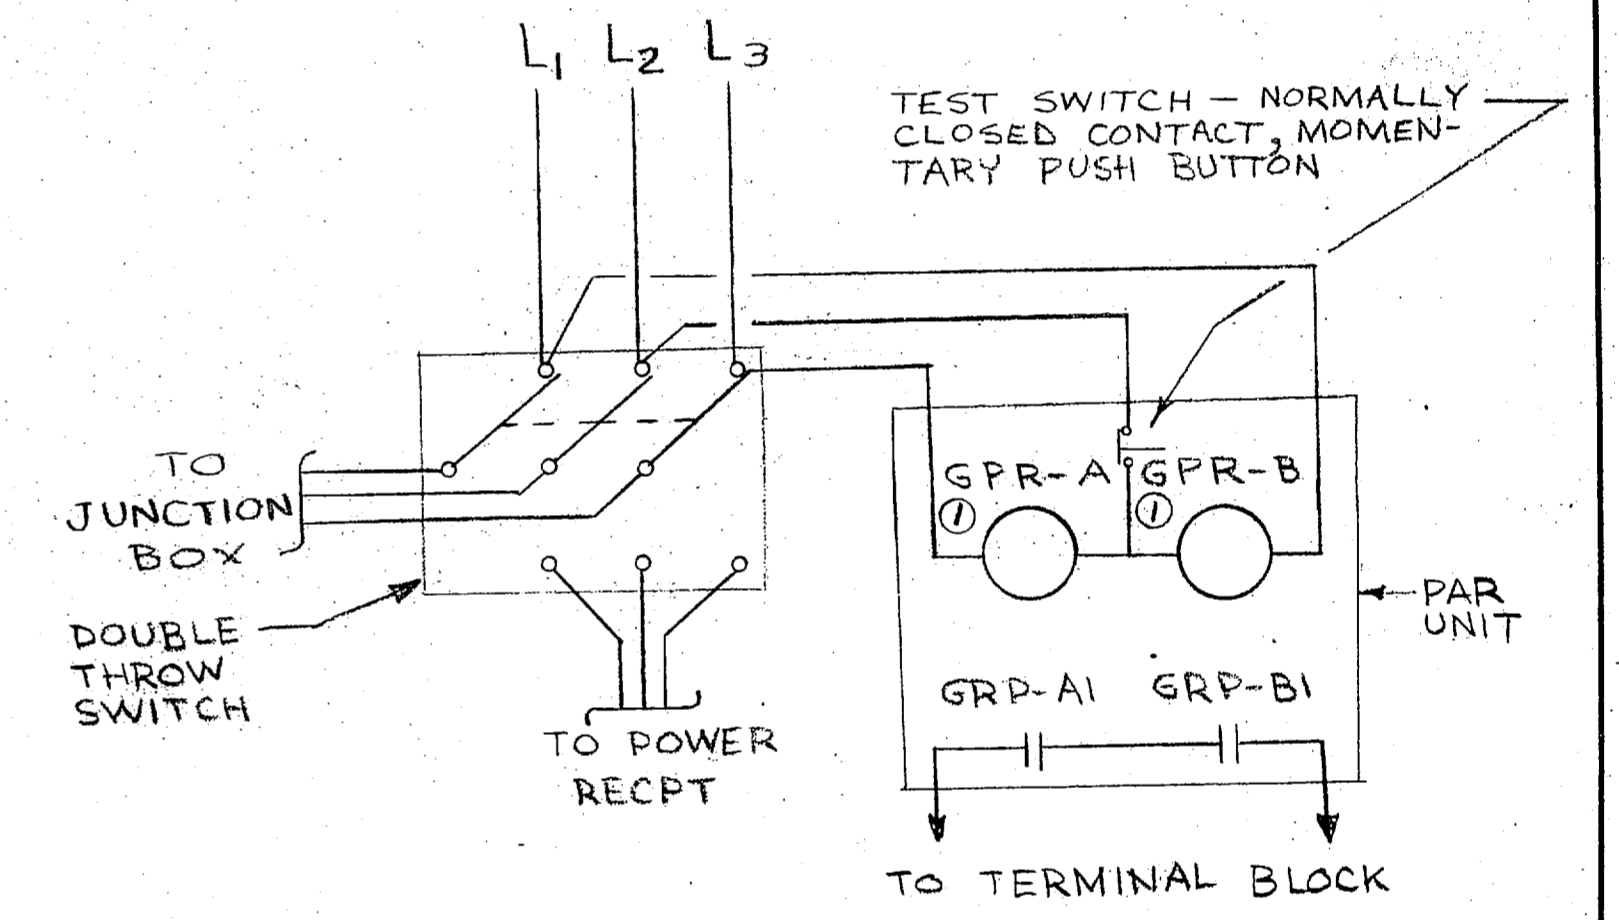 L1 L2 L3
TEST SWITCH – NORMALLY
CLOSED CONTACT, MOMEN-
TARY PUSH BUTTON
TO
JUNCTION
BOX
GPR-A GPR-B
1 1
DOUBLE
THROW
SWITCH
PAR
UNIT
GRP-A1 GRP-B1
TO POWER
RECPT
TO TERMINAL BLOCK